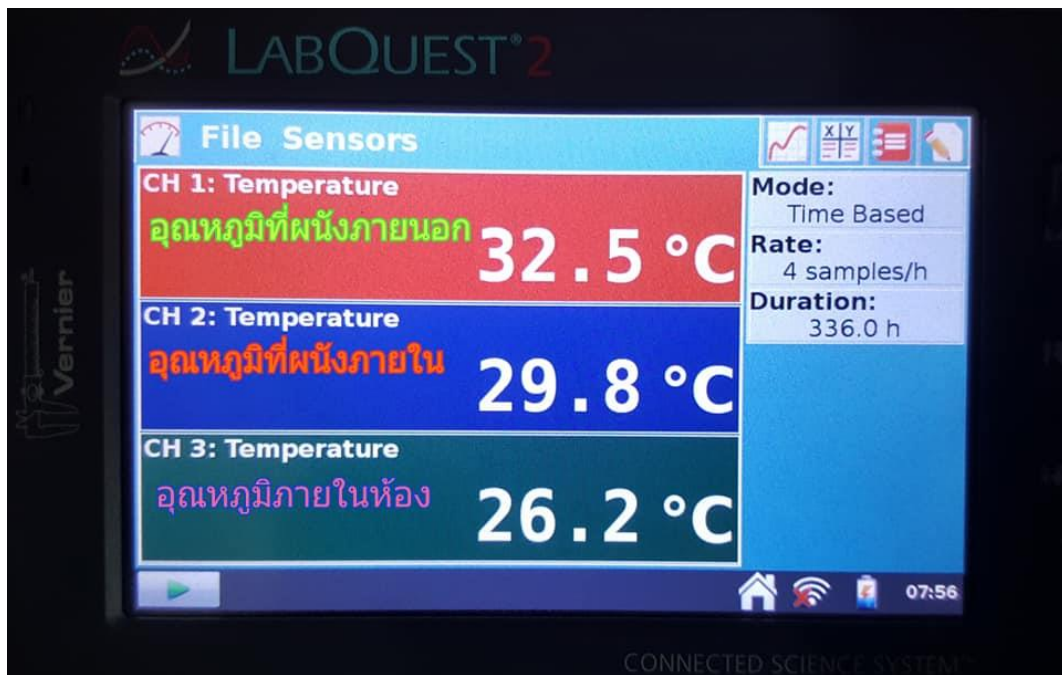 LABQUEST®2
File Sensors
X Y
CH 1: Temperature
อุณหภูมิที่ผนังภายนอก
32.5 °C
CH 2: Temperature
อุณหภูมิที่ผนังภายใน
29.8 °C
CH 3: Temperature
อุณหภูมิภายในห้อง
26.2 °C
Mode:
Time Based
Rate:
4 samples/h
Duration:
336.0 h
07:56
Vernier
CONNECTED SCIENCE SYSTEM™